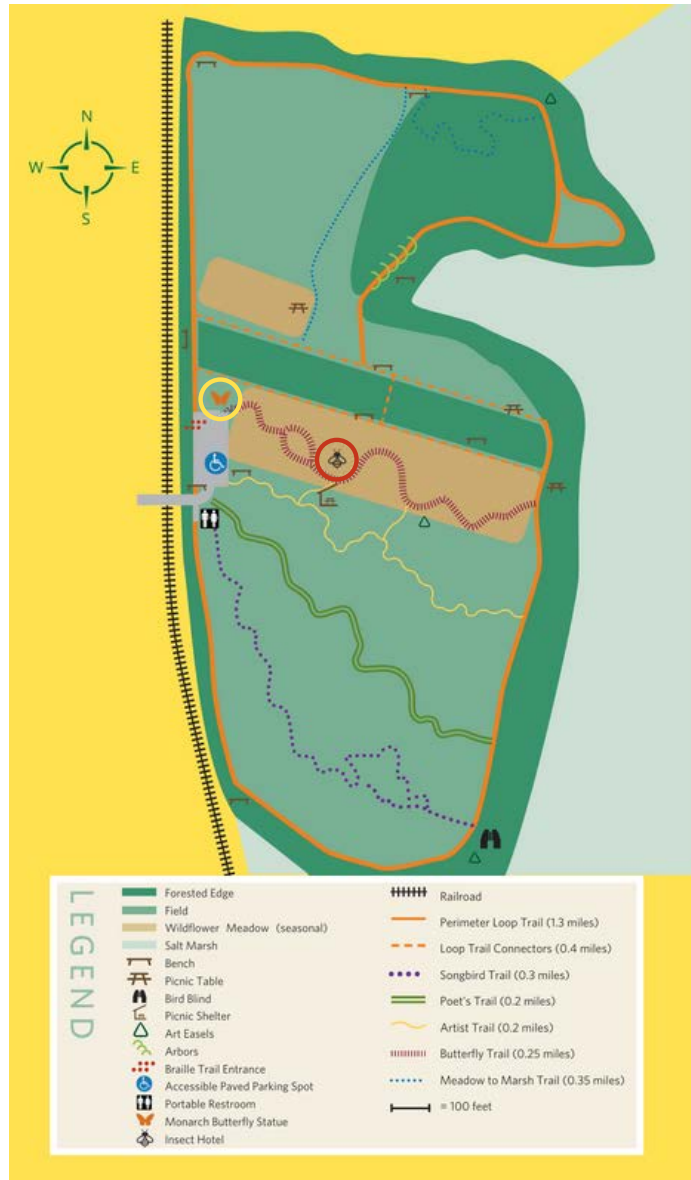 N
W E
S
LEGEND
Forested Edge
Field
Wildflower Meadow (seasonal)
Salt Marsh
Bench
Picnic Table
Bird Blind
Picnic Shelter
Art Easels
Arbors
Braille Trail Entrance
Accessible Paved Parking Spot
Portable Restroom
Monarch Butterfly Statue
Insect Hotel
Railroad
Perimeter Loop Trail (1.3 miles)
Loop Trail Connectors (0.4 miles)
Songbird Trail (0.3 miles)
Poet's Trail (0.2 miles)
Artist Trail (0.2 miles)
Butterfly Trail (0.25 miles)
Meadow to Marsh Trail (0.35 miles)
= 100 feet